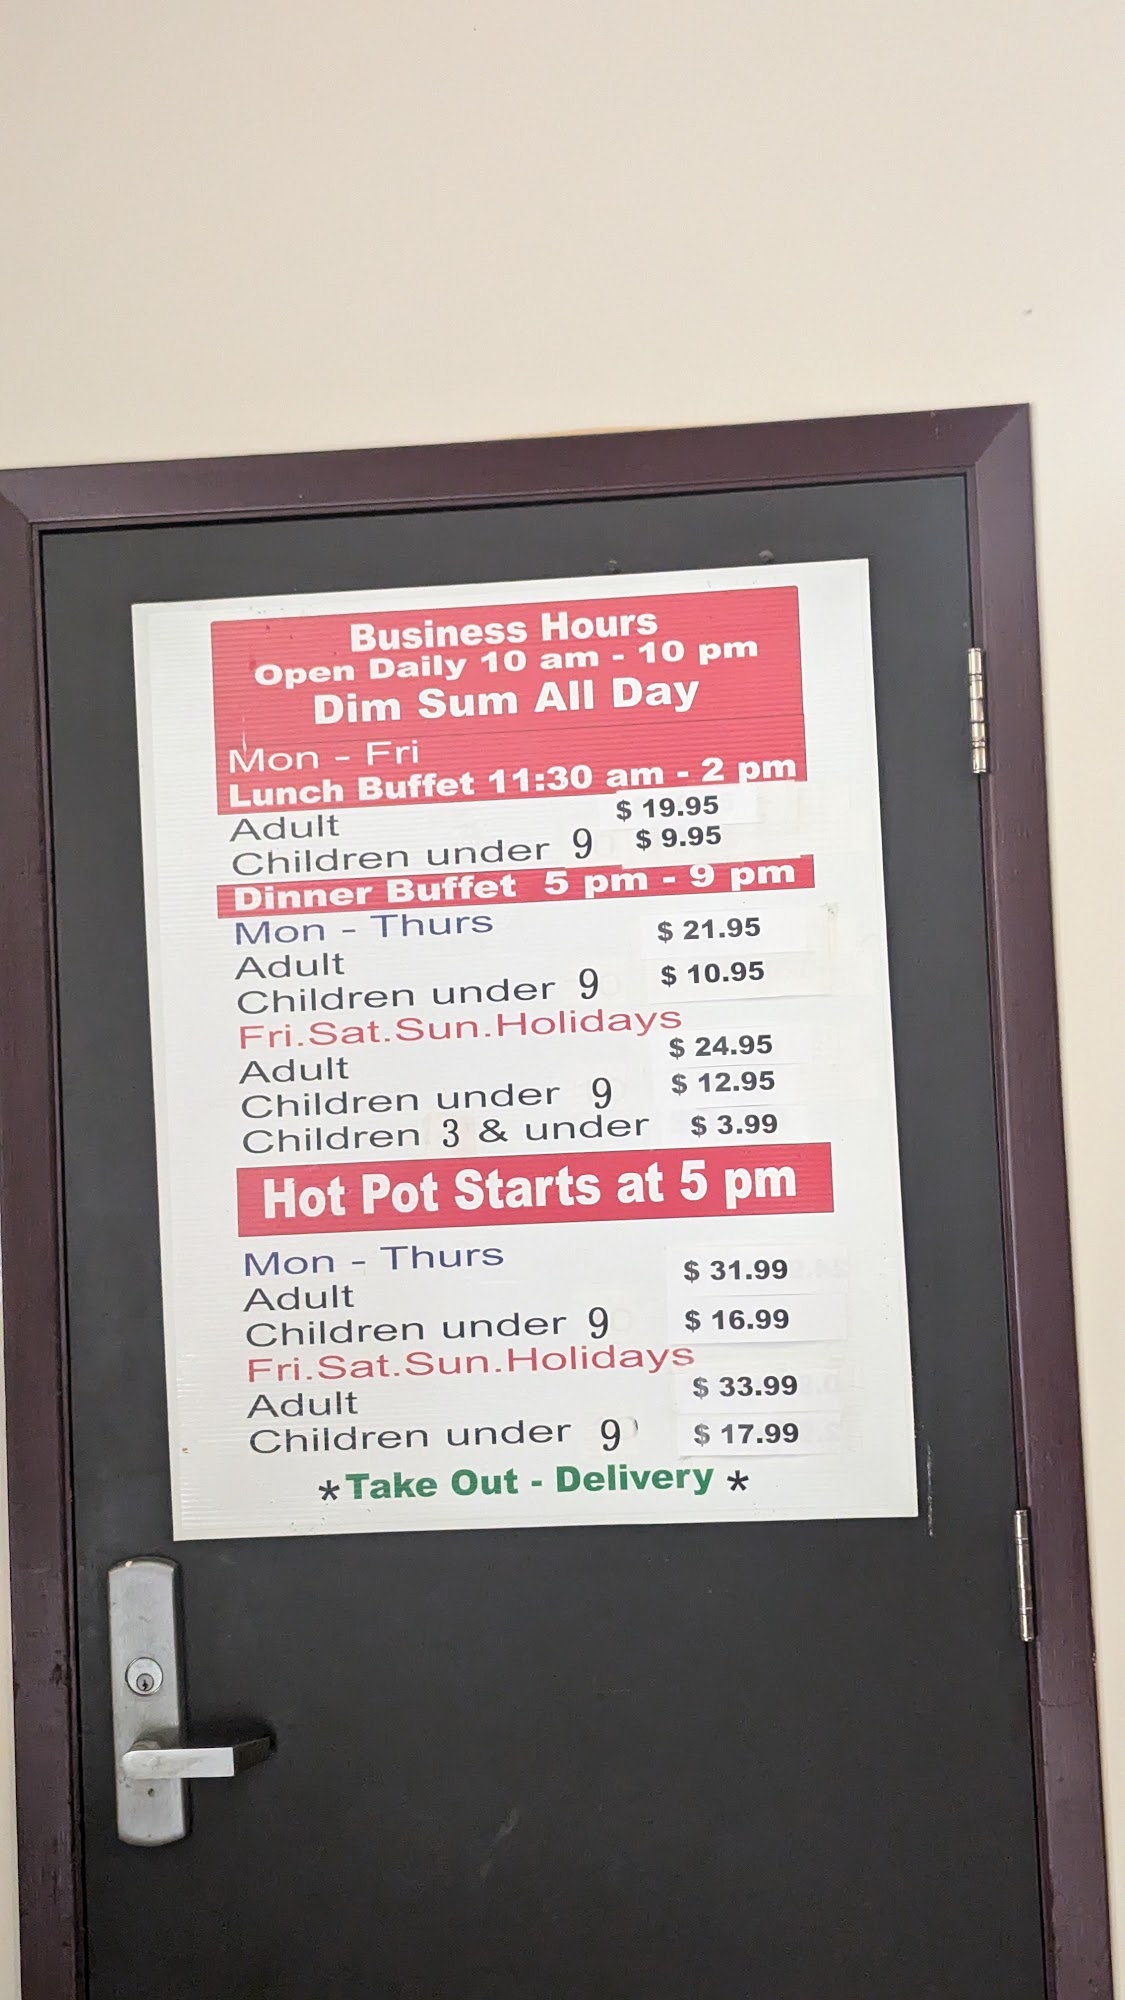 Business Hours
Open Daily 10 am - 10 pm
Dim Sum All Day
Mon - Fri
Lunch Buffet 11:30 am - 2 pm
Adult $ 19.95
Children under 9 $ 9.95
Dinner Buffet 5 pm - 9 pm
Mon - Thurs
Adult $ 21.95
Children under 9 $ 10.95
Fri.Sat.Sun.Holidays
Adult $ 24.95
Children under 9 $ 12.95
Children 3 & under $ 3.99
Hot Pot Starts at 5 pm
Mon - Thurs
Adult $ 31.99
Children under 9 $ 16.99
Fri.Sat.Sun.Holidays
Adult $ 33.99
Children under 9 $ 17.99
*Take Out - Delivery *